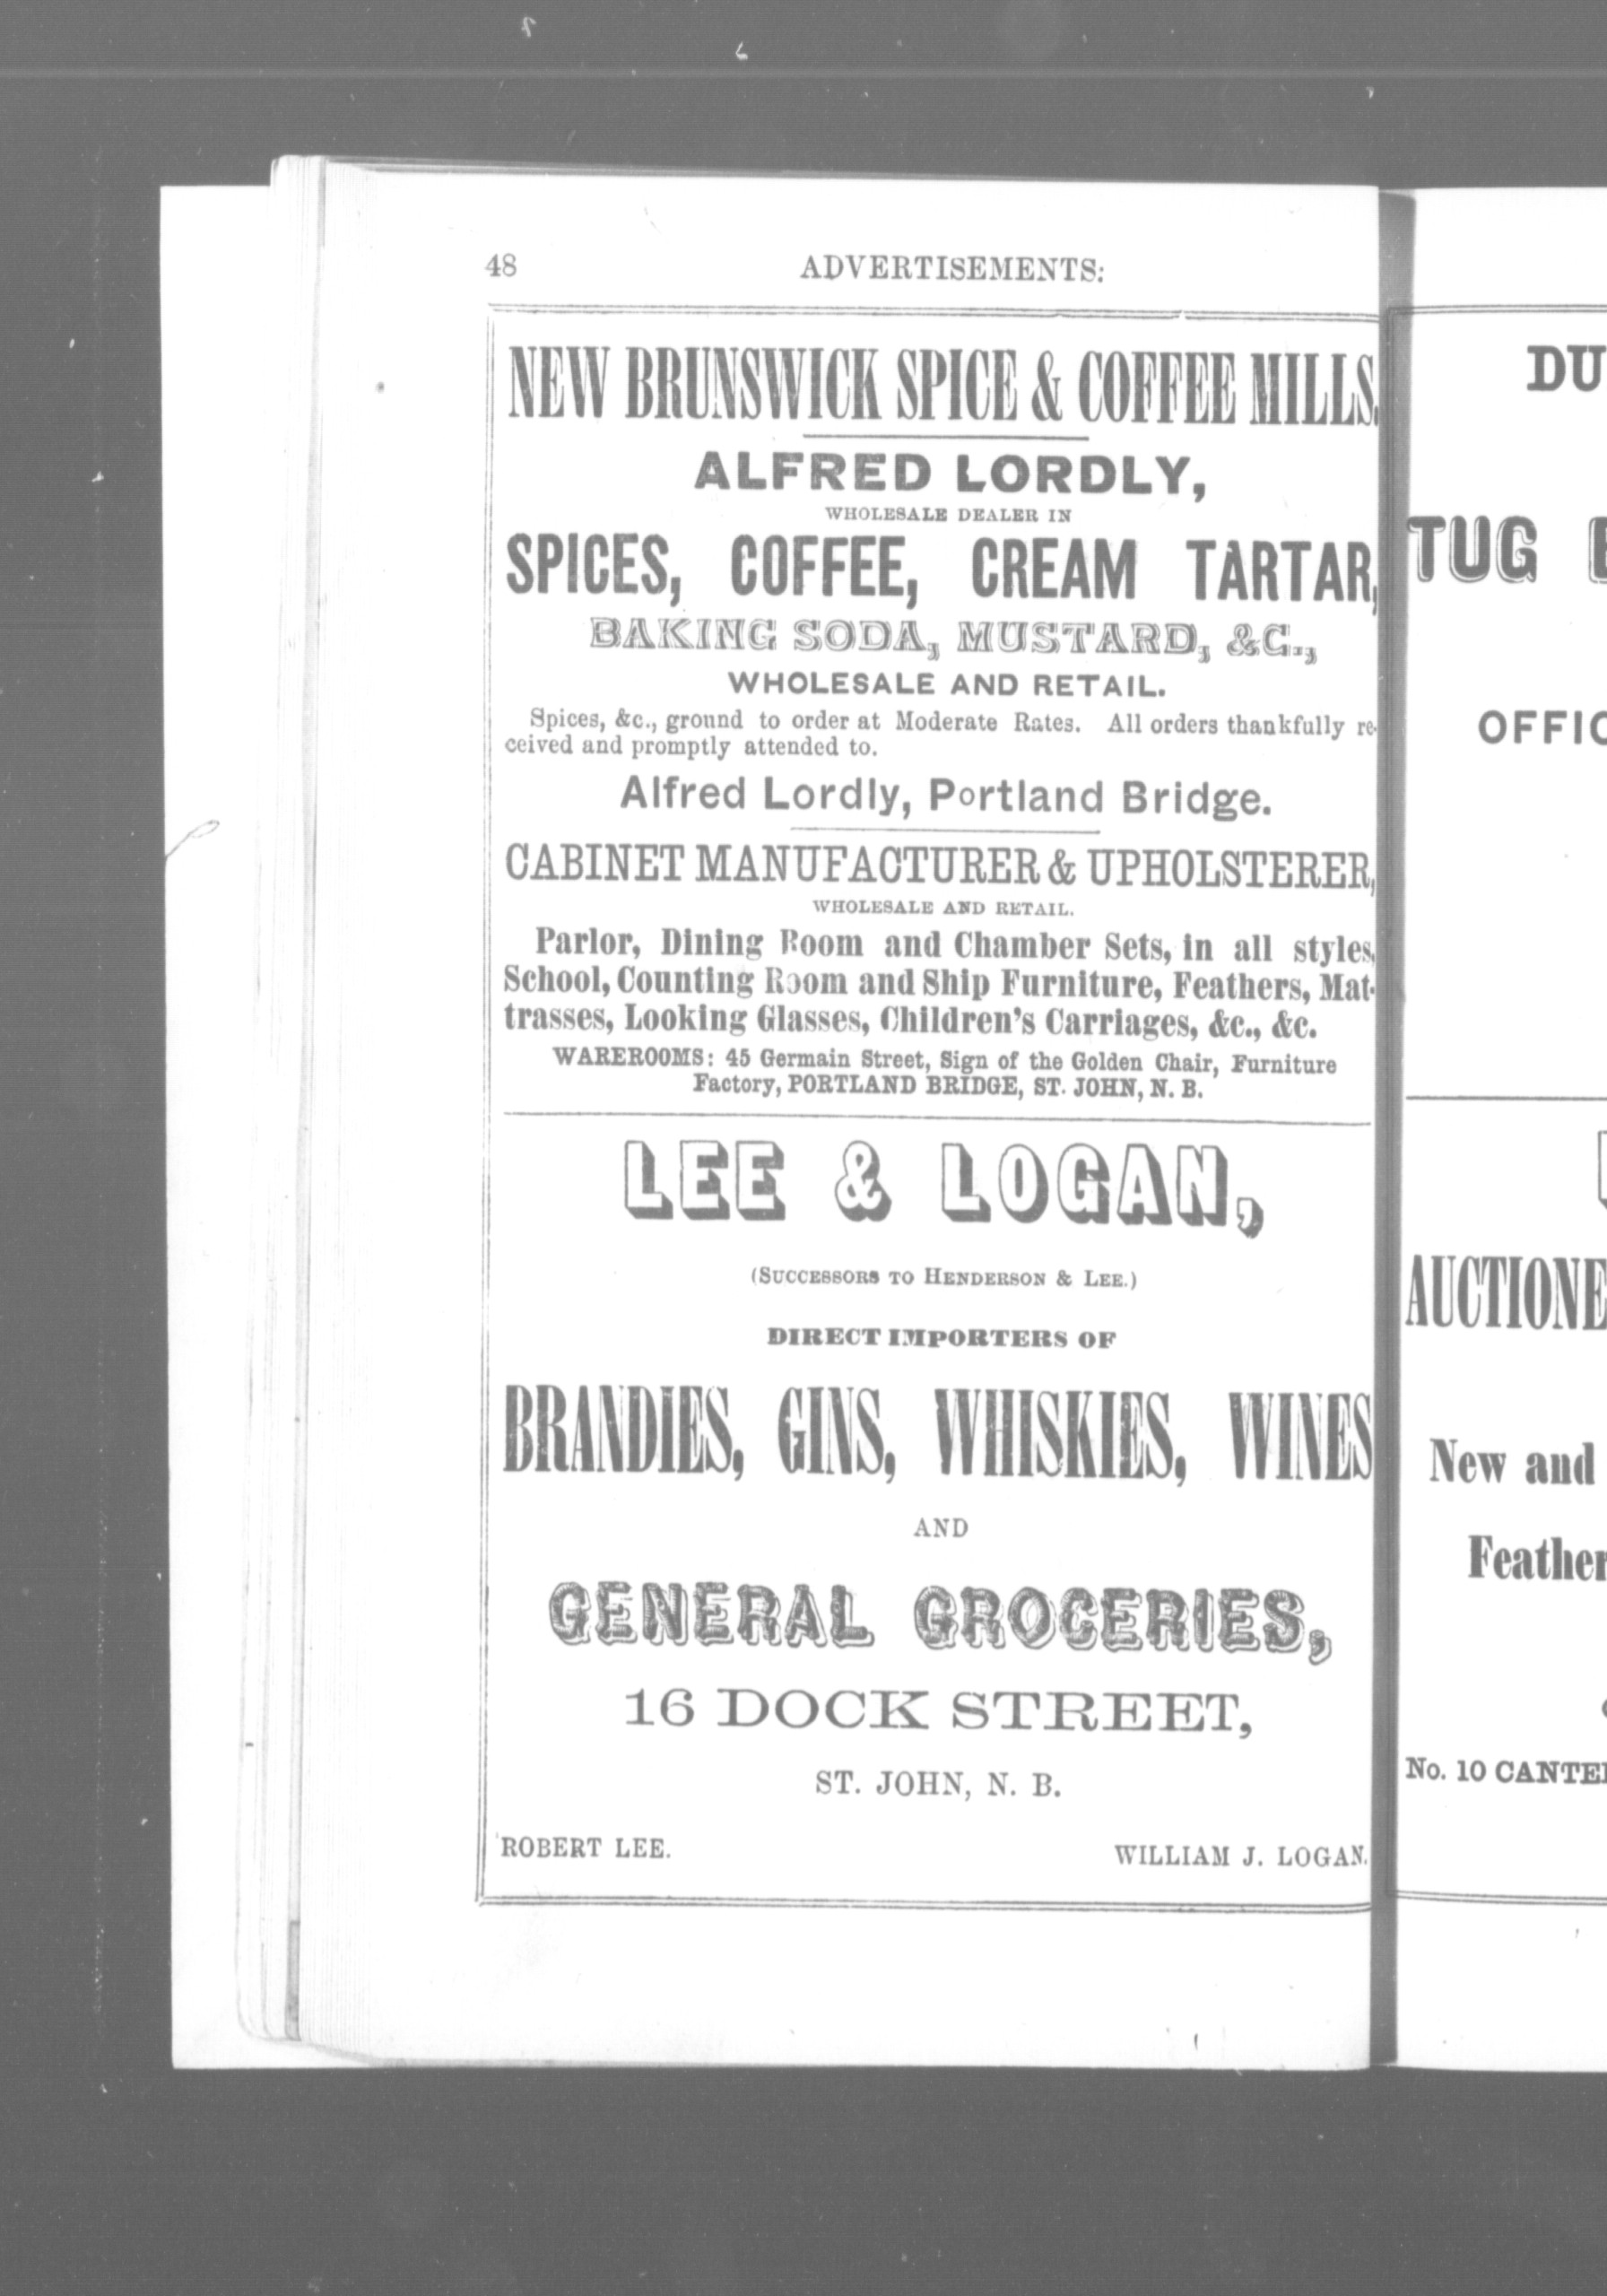 48 ADVERTISEMENTS:
NEW BRUNSWICK SPICE & COFFEE MILLS.
ALFRED LORDLY,
WHOLESALE DEALER IN
SPICES, COFFEE, CREAM TARTAR,
BAKING SODA, MUSTARD, &C.,
WHOLESALE AND RETAIL.
Spices, &c., ground to order at Moderate Rates. All orders thankfully re-
ceived and promptly attended to.
Alfred Lordly, Portland Bridge.
CABINET MANUFACTURER & UPHOLSTERER,
WHOLESALE AND RETAIL.
Parlor, Dining Room and Chamber Sets, in all styles,
School, Counting Room and Ship Furniture, Feathers, Mat-
trasses, Looking Glasses, Children's Carriages, &c., &c.
WAREROOMS: 45 Germain Street, Sign of the Golden Chair, Furniture
Factory, PORTLAND BRIDGE, ST. JOHN, N. B.
LEE & LOGAN,
(SUCCESSORS TO HENDERSON & LEE.)
DIRECT IMPORTERS OF
BRANDIES, GINS, WHISKIES, WINES
AND
GENERAL GROCERIES,
16 DOCK STREET,
ST. JOHN, N. B.
ROBERT LEE. WILLIAM J. LOGAN.
DU
TUG
OFFIC
AUCTIONE
New and
Feather
No. 10 CANTE